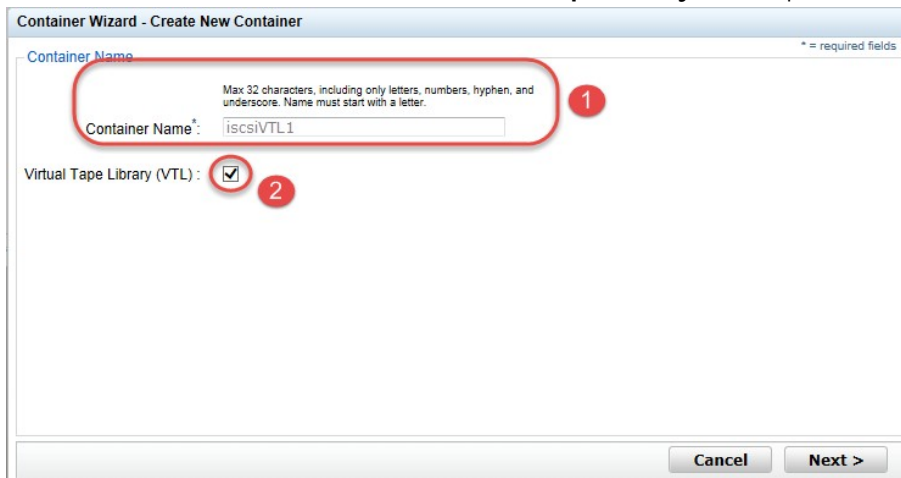 Container Wizard - Create New Container
* = required fields
Container Name
Max 32 characters, including only letters, numbers, hyphen, and
underscore. Name must start with a letter.
Container Name*: iscsiVTL1
1
Virtual Tape Library (VTL) :
2
Cancel Next >